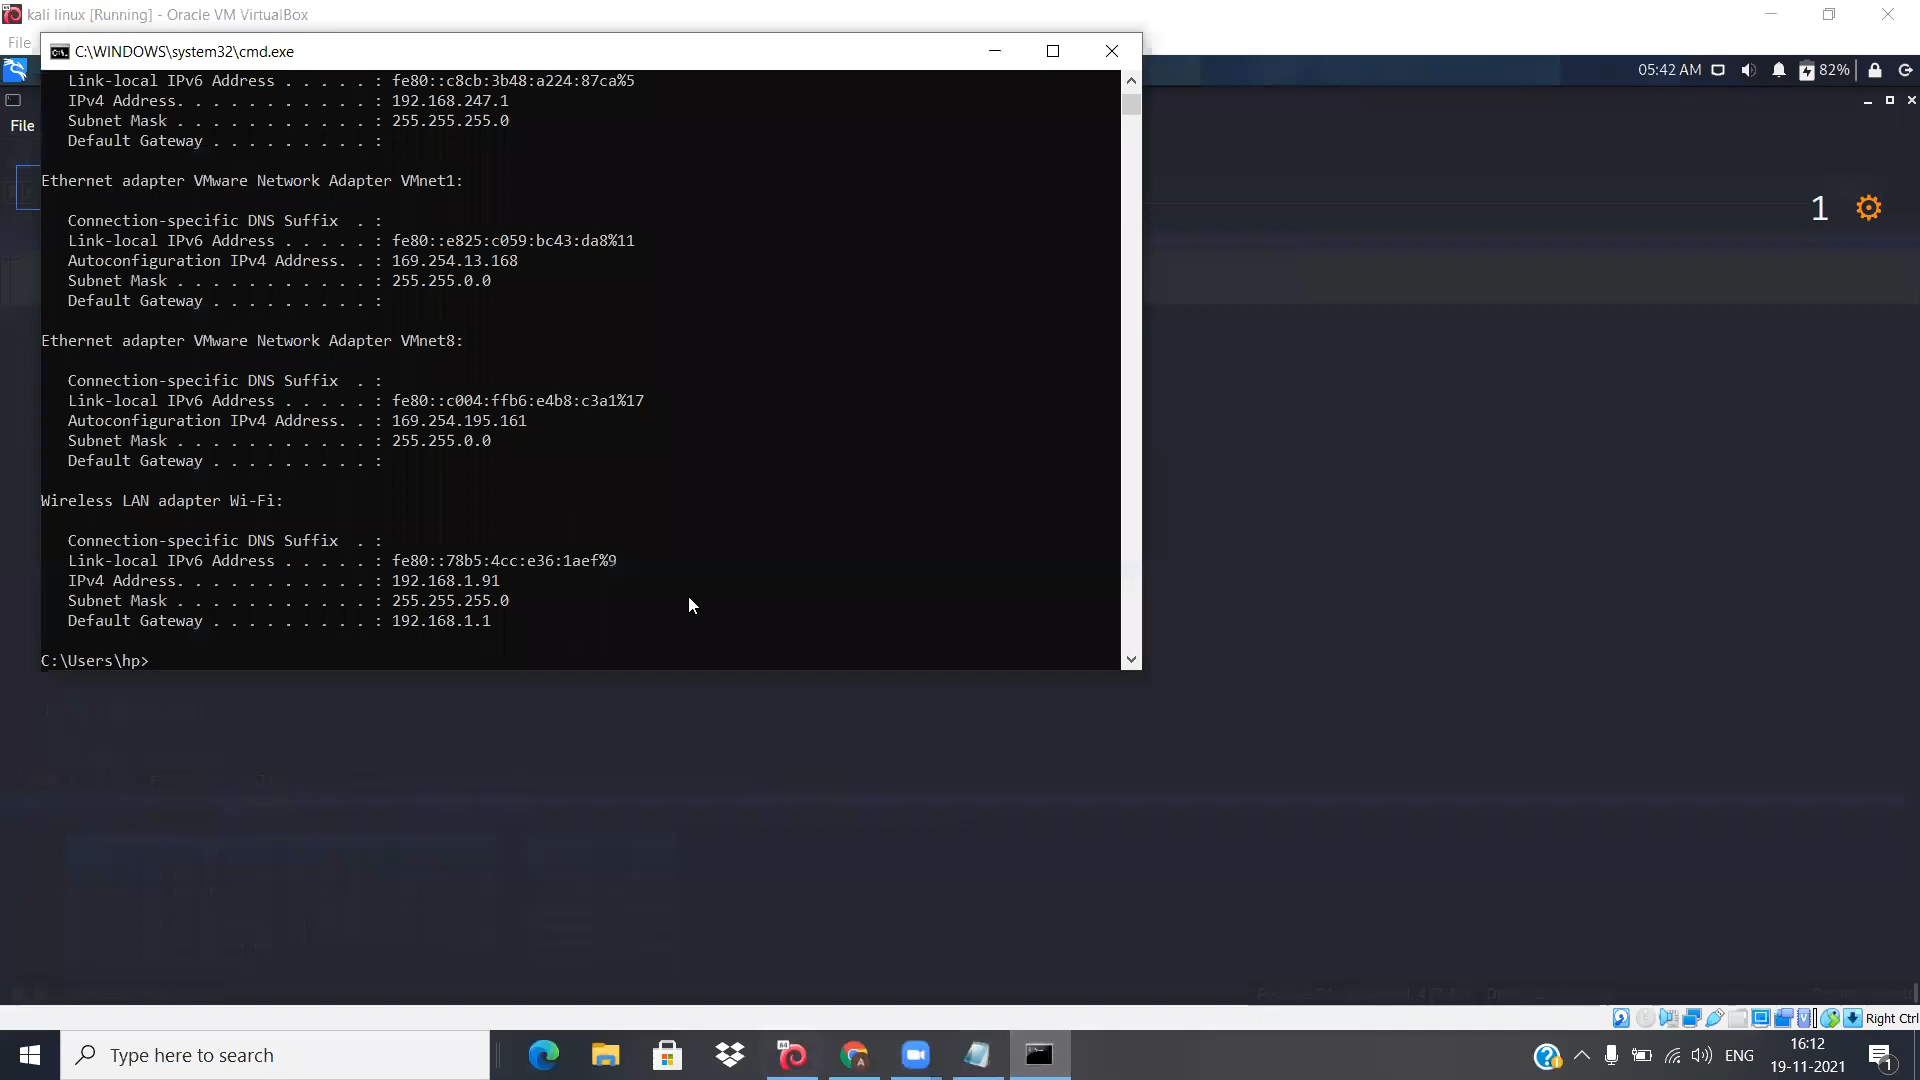 kali linux [Running] - Oracle VM VirtualBox
File
C:\WINDOWS\system32\cmd.exe
05:42 AM
82%
File
Link-local IPv6 Address . . . . . : fe80::c8cb:3b48:a224:87ca%5
IPv4 Address. . . . . . . . . . . : 192.168.247.1
Subnet Mask . . . . . . . . . . . : 255.255.255.0
Default Gateway . . . . . . . . . :
Ethernet adapter VMware Network Adapter VMnet1:
Connection-specific DNS Suffix  . :
Link-local IPv6 Address . . . . . : fe80::e825:c059:bc43:da8%11
Autoconfiguration IPv4 Address. . : 169.254.13.168
Subnet Mask . . . . . . . . . . . : 255.255.0.0
Default Gateway . . . . . . . . . :
1
Ethernet adapter VMware Network Adapter VMnet8:
Connection-specific DNS Suffix  . :
Link-local IPv6 Address . . . . . : fe80::c004:ffb6:e4b8:c3a1%17
Autoconfiguration IPv4 Address. . : 169.254.195.161
Subnet Mask . . . . . . . . . . . : 255.255.0.0
Default Gateway . . . . . . . . . :
Wireless LAN adapter Wi-Fi:
Connection-specific DNS Suffix  . :
Link-local IPv6 Address . . . . . : fe80::78b5:4cc:e36:1aef%9
IPv4 Address. . . . . . . . . . . : 192.168.1.91
Subnet Mask . . . . . . . . . . . : 255.255.255.0
Default Gateway . . . . . . . . . : 192.168.1.1
C:\Users\hp>
Right Ctrl
Type here to search
ENG
16:12
19-11-2021
1